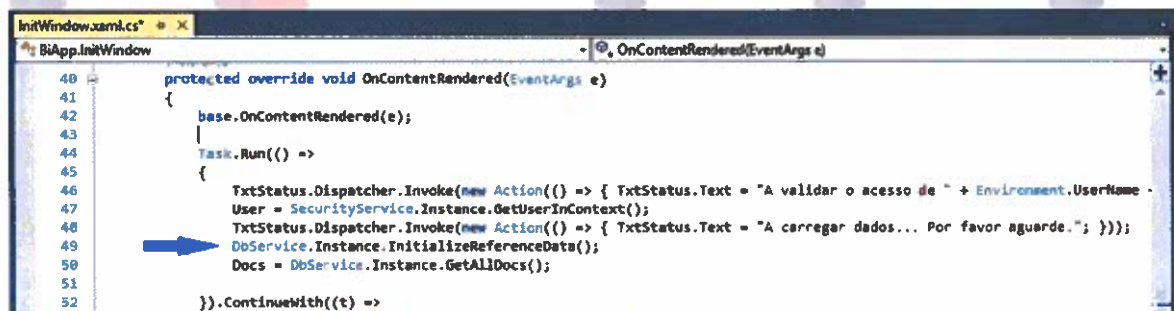 InitWindow.xaml.cs*
BiApp.InitWindow OnContentRendered(EventArgs e)
40 protected override void OnContentRendered(EventArgs e)
41 {
42 base.OnContentRendered(e);
43
44 Task.Run(() =>
45 {
46 TxtStatus.Dispatcher.Invoke(new Action(() => { TxtStatus.Text = "A validar o acesso de " + Environment.UserName
47 User = SecurityService.Instance.GetUserInContext();
48 TxtStatus.Dispatcher.Invoke(new Action(() => { TxtStatus.Text = "A carregar dados... Por favor aguarde."; }));
49 DbService.Instance.InitializeReferenceData();
50 Docs = DbService.Instance.GetAllDocs();
51
52 }).ContinueWith((t) =>